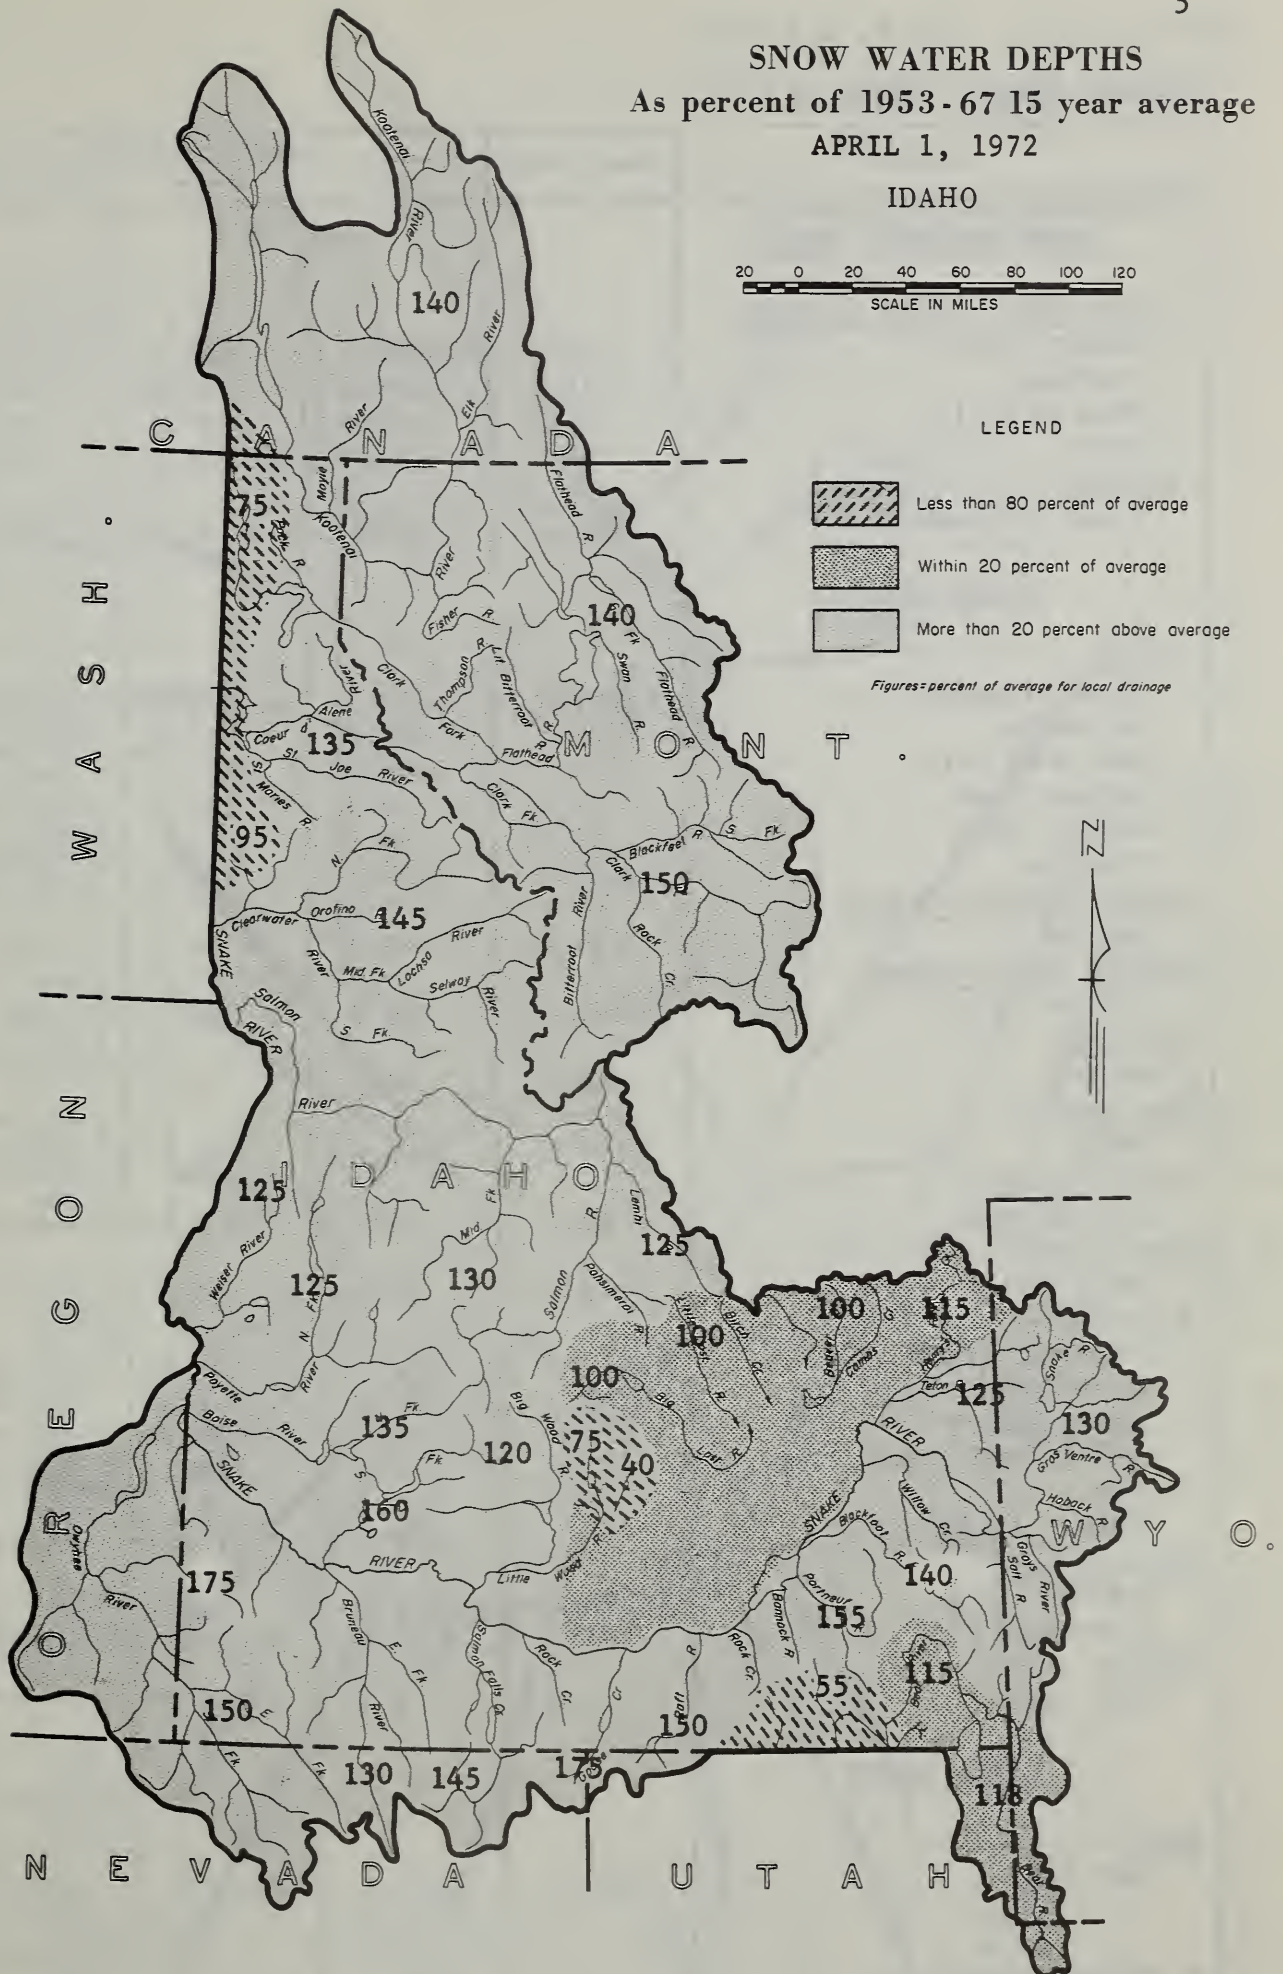 3
SNOW WATER DEPTHS
As percent of 1953-67 15 year average
APRIL 1, 1972
IDAHO
20 0 20 40 60 80 100 120
SCALE IN MILES
LEGEND
Less than 80 percent of average
Within 20 percent of average
More than 20 percent above average
Figures=percent of average for local drainage
N
CANADA
WASH.
MONT.
OREGON
IDAHO
WYO.
NEVADA
UTAH
Kootenai
River
140
Elk
River
Moyie
River
75
R.
Kootenai
River
Flathead
R.
Fisher R.
140
Fk
Flathead
R.
Swan
R.
Thompson
R.
Lit. Bitterroot
R.
Clark
Fork
Flathead
R.
River
Coeur d' Alene
135
St Joe River
St Maries R.
95
Clark
Fk
N. Fk
Blackfeet R
S. Fk.
Clark
150
Rock
Cr.
Bitterroot
River
Clearwater
Orofino
145
River
Mid. Fk
Lochsa
River
Selway
River
S. Fk.
SNAKE
RIVER
Salmon
River
125
Weiser River
125
N. Fk
130
Mid. Fk
Salmon
R.
Lemhi
125
Pahsimeroi
R
100
Birch
Cr.
R.
100
Big
Lost
R
Beaver
Camas
C
100
115
Henry's
Teton
125
Snake
R
130
Gros Ventre
R
Hoback
R
Grays
River
Salt
R
Payette
River
Boise
River
135
Fk
Fk
S.
160
120
Big
Wood
R.
75
40
Little Wood
R.
SNAKE
RIVER
SNAKE
RIVER
Willow
Cr.
Blackfoot
R.
140
Portneuf
155
Bannock R
Rock Cr.
55
115
118
Bear
R.
Owyhee
River
175
150
E.
Fk
Fk
Bruneau
River
E.
Fk
130
Salmon Falls Cr.
145
Rock
Cr.
Cr
175
Raft
R
150